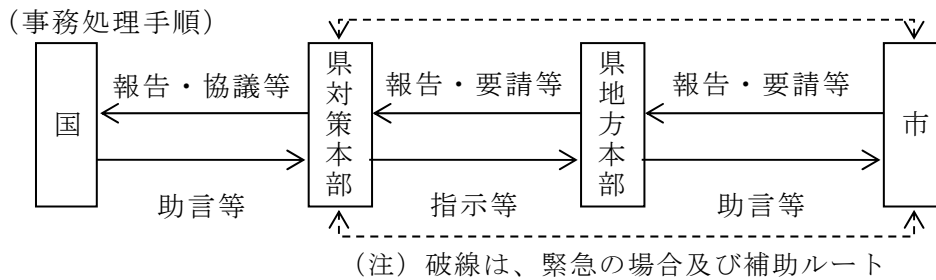 （事務処理手順）
国
報告・協議等
助言等
県対策本部
報告・要請等
指示等
県地方本部
報告・要請等
助言等
市
（注）破線は、緊急の場合及び補助ルート